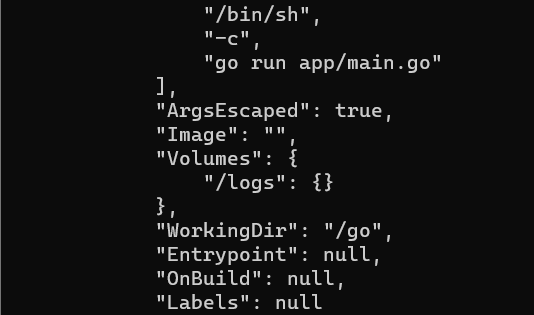 "/bin/sh",
"-c",
"go run app/main.go"
],
"ArgsEscaped": true,
"Image": "",
"Volumes": {
"/logs": {}
},
"WorkingDir": "/go",
"Entrypoint": null,
"OnBuild": null,
"Labels": null